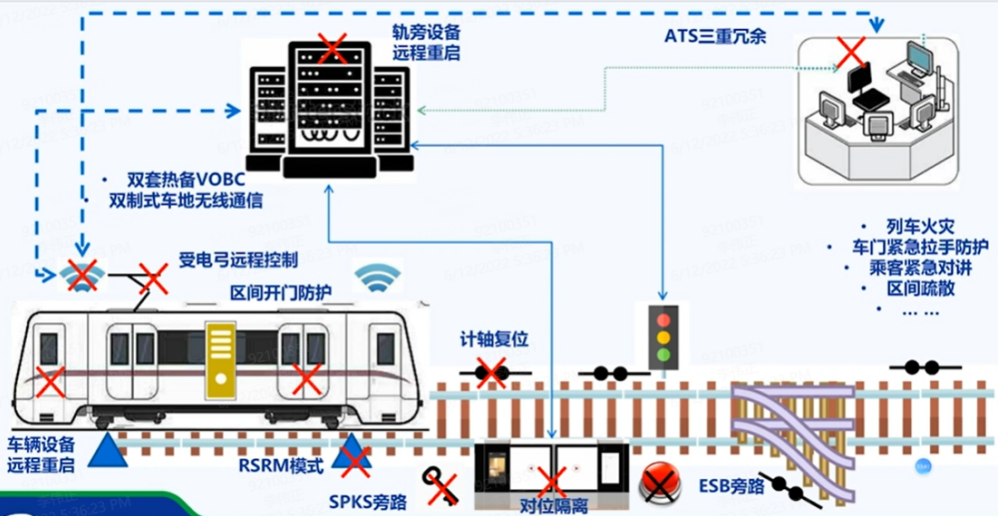 轨旁设备
远程重启
ATS三重冗余
• 双套热备VOBC
• 双制式车地无线通信
• 列车火灾
• 车门紧急拉手防护
• 乘客紧急对讲
• 区间疏散
• … …
受电弓远程控制
区间开门防护
计轴复位
车辆设备
远程重启
RSRM模式
SPKS旁路
对位隔离
ESB旁路